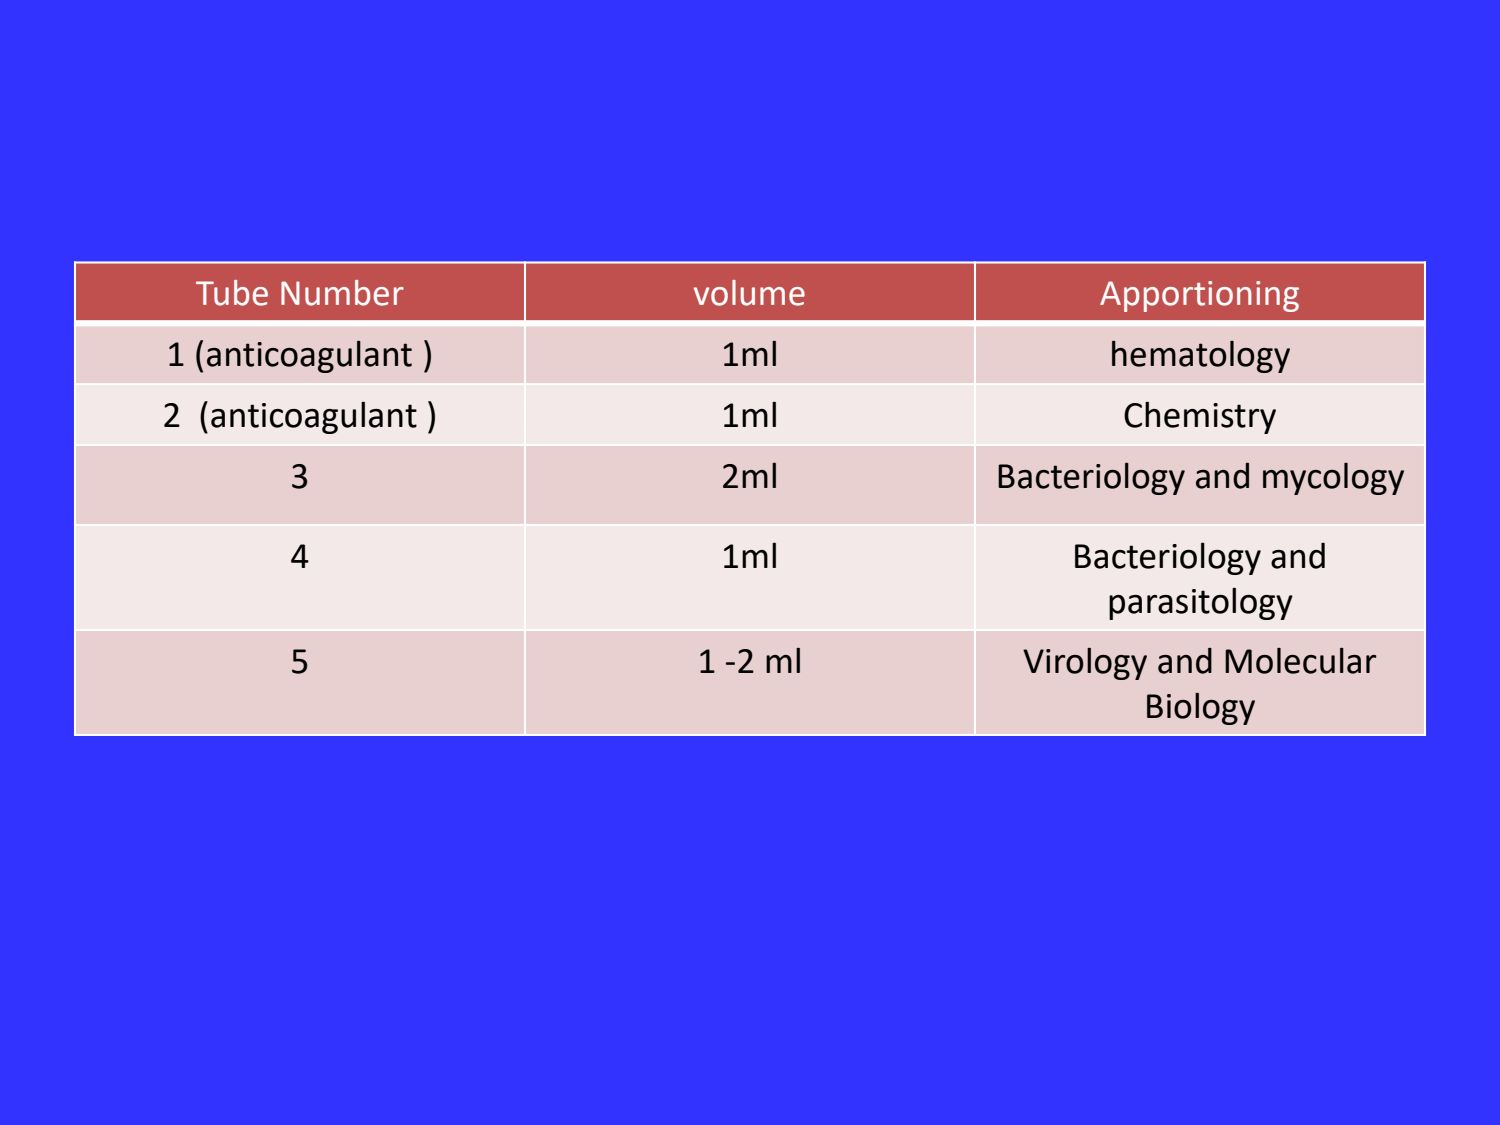 Tube Number volume Apportioning
1 (anticoagulant ) 1ml hematology
2 (anticoagulant ) 1ml Chemistry
3 2ml Bacteriology and mycology
4 1ml Bacteriology and
parasitology
5 1 -2 ml Virology and Molecular
Biology